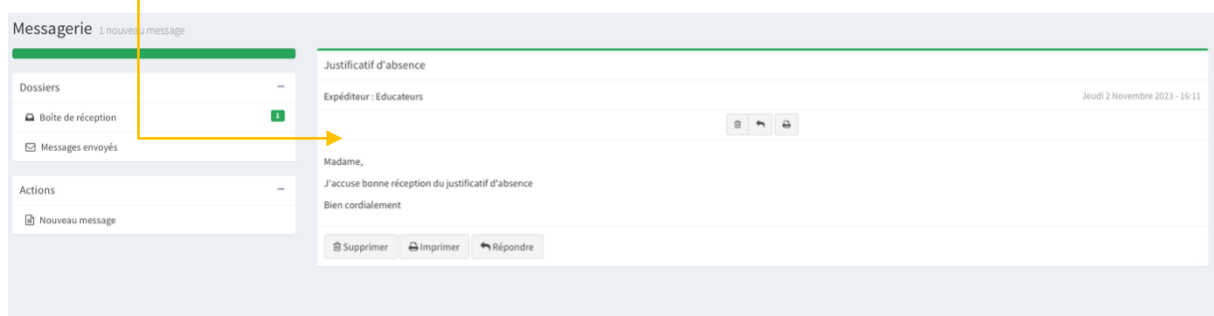 Messagerie 1 nouveau message
Dossiers
Boîte de réception 1
Messages envoyés
Actions
Nouveau message
Justificatif d'absence
Expéditeur : Educateurs Jeudi 2 Novembre 2023 - 16:11
Madame,
J'accuse bonne réception du justificatif d'absence
Bien cordialement
Supprimer Imprimer Répondre